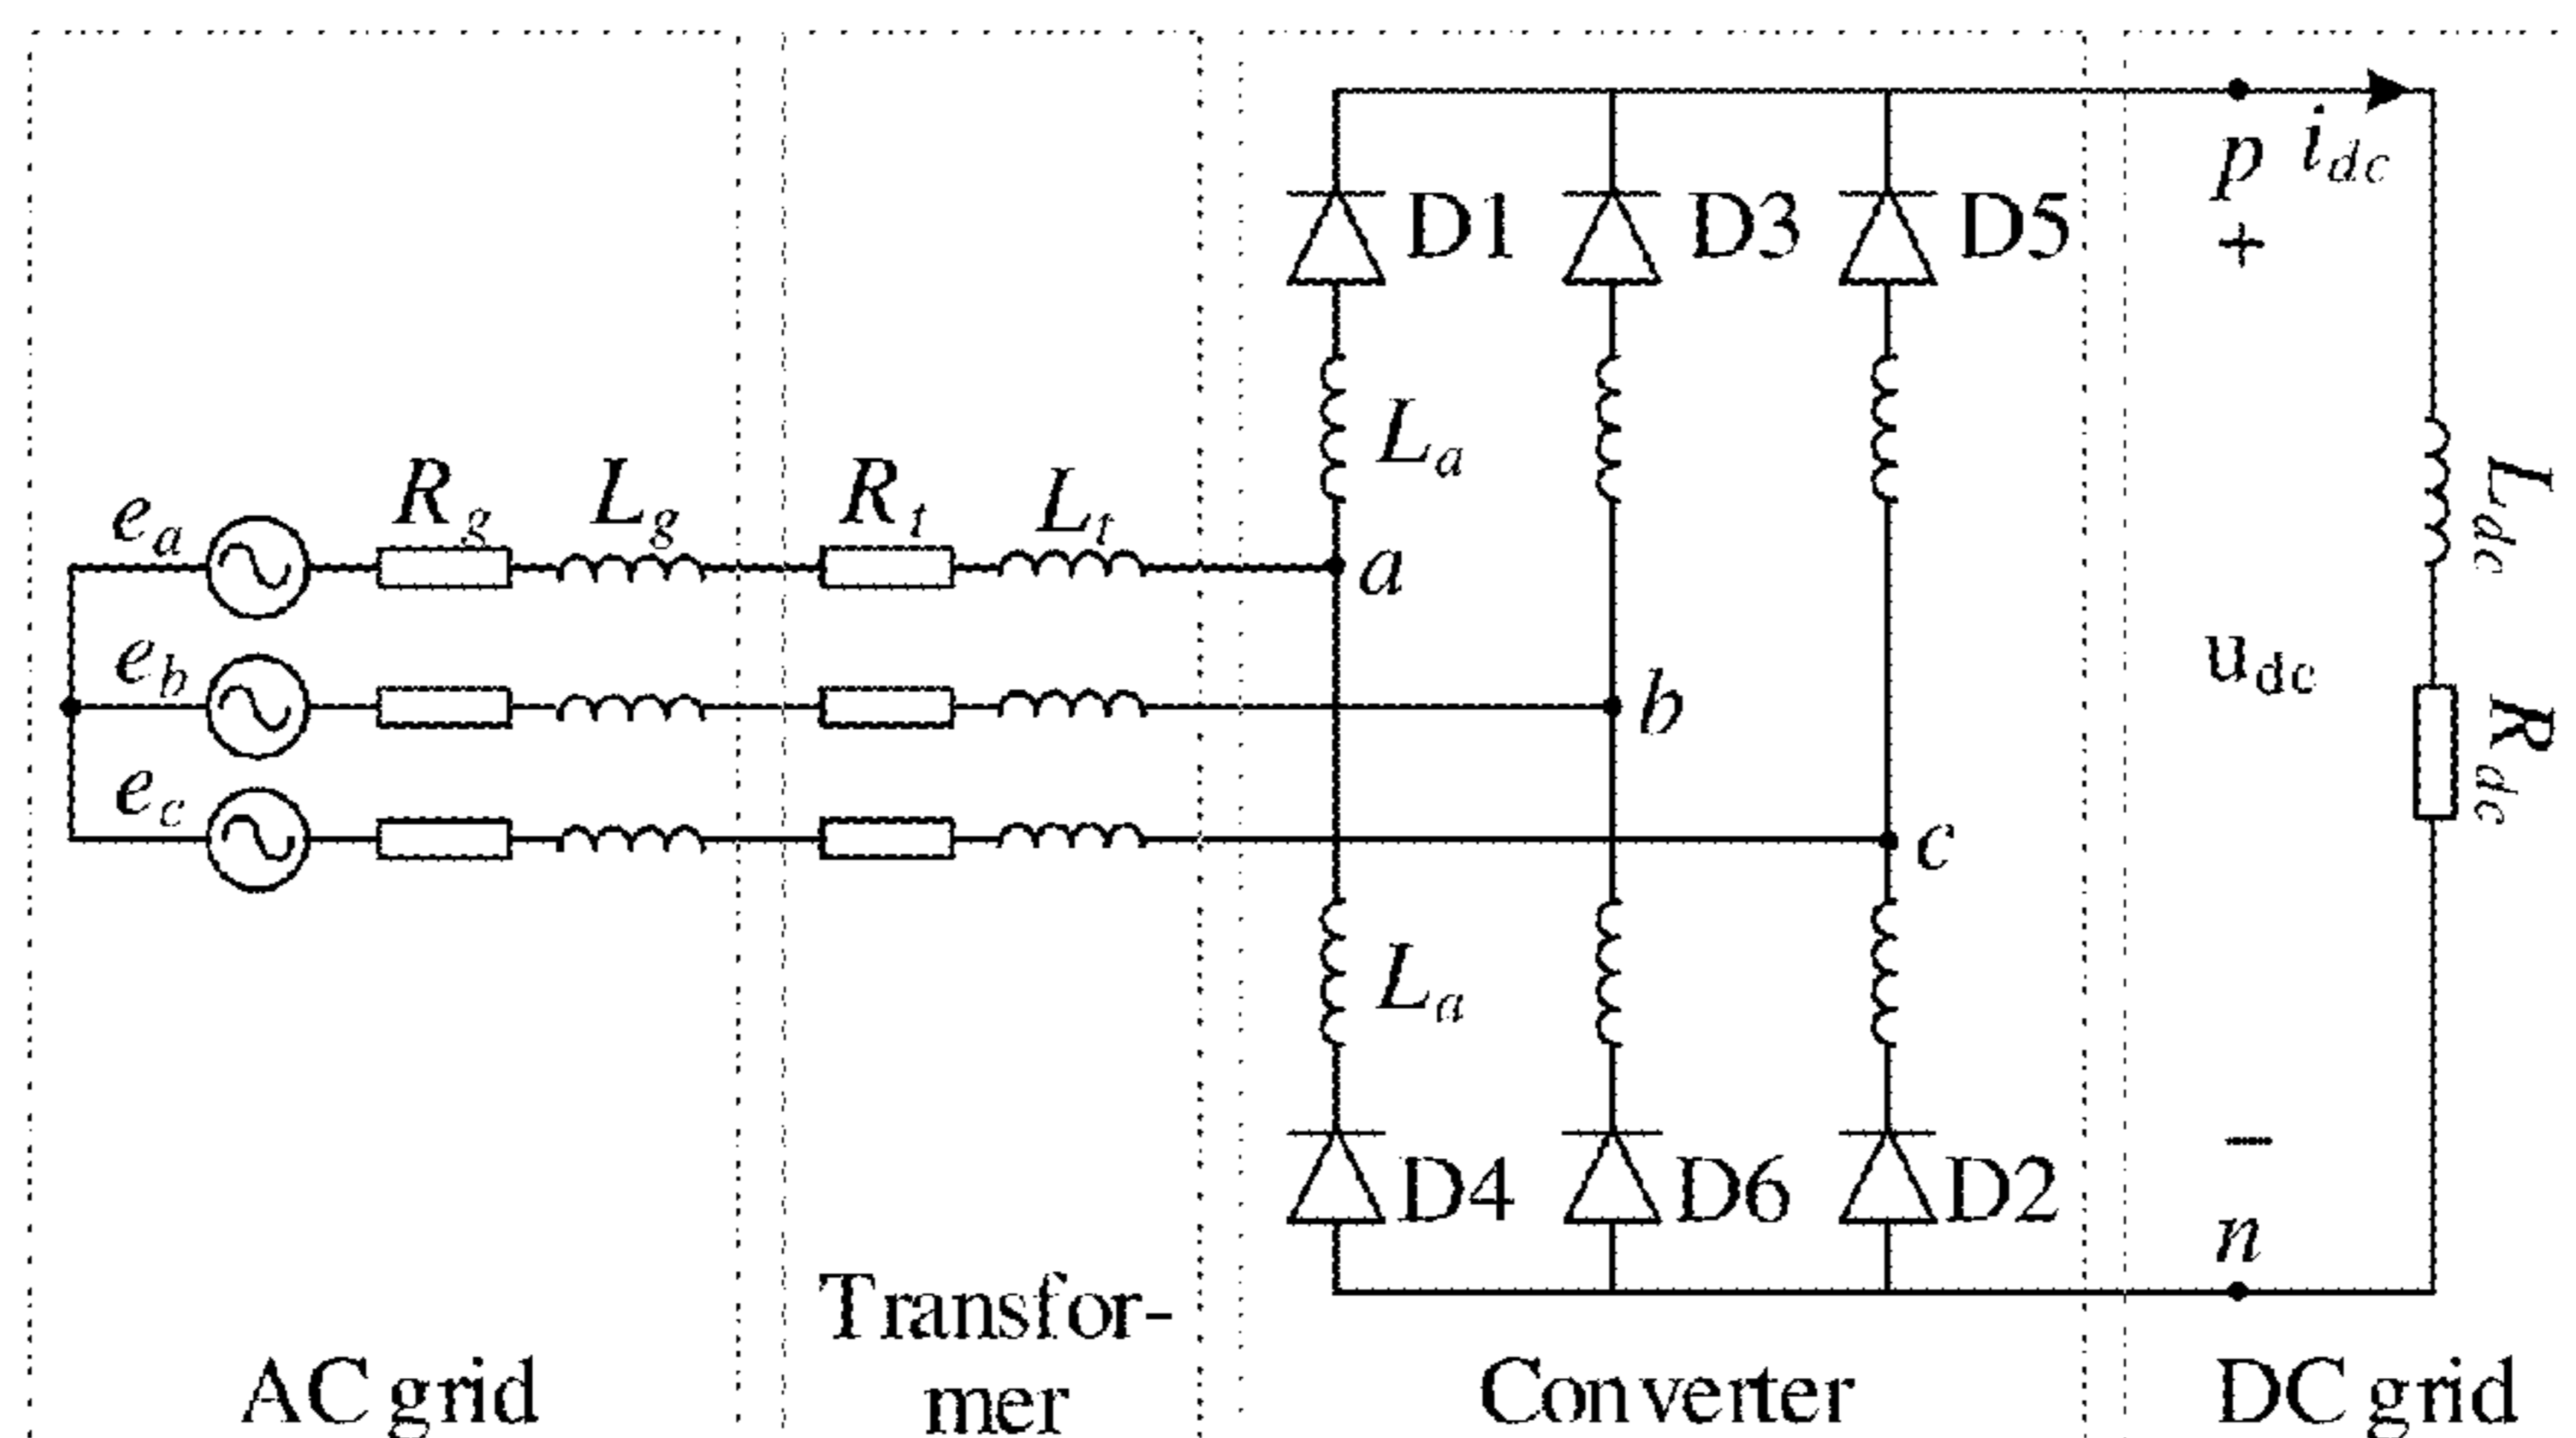 D1 D3 D5
p i_dc
+
L_a
L_dc
e_a R_g L_g R_t L_t
a
e_b
b
u_dc
R_dc
e_c
c
L_a
−
D4 D6 D2
n
Transfor-
mer
AC grid
Converter
DC grid